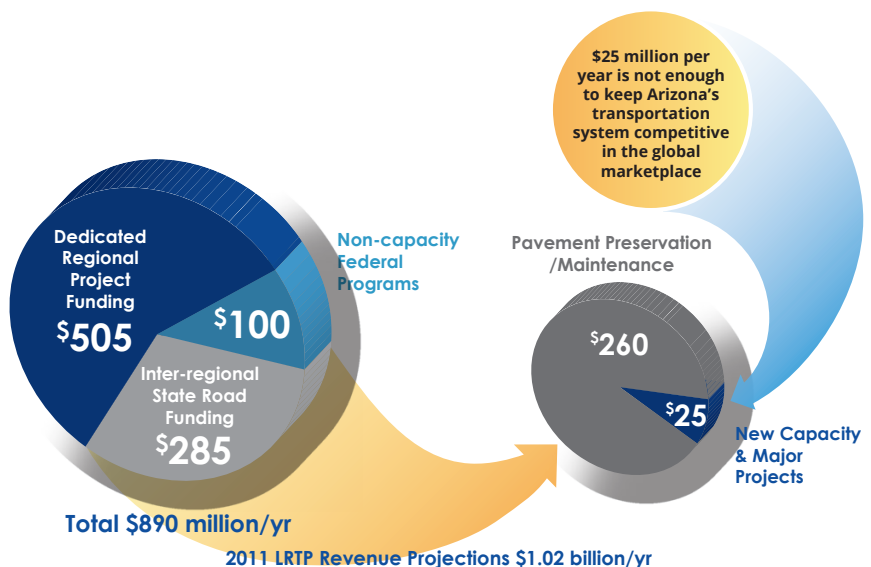 $25 million per
year is not enough
to keep Arizona's
transportation
system competitive
in the global
marketplace
Dedicated
Regional
Project
Funding
$505
Non-capacity
Federal
Programs
$100
Inter-regional
State Road
Funding
$285
Total $890 million/yr
Pavement Preservation
/Maintenance
$260
$25
New Capacity
& Major
Projects
2011 LRTP Revenue Projections $1.02 billion/yr